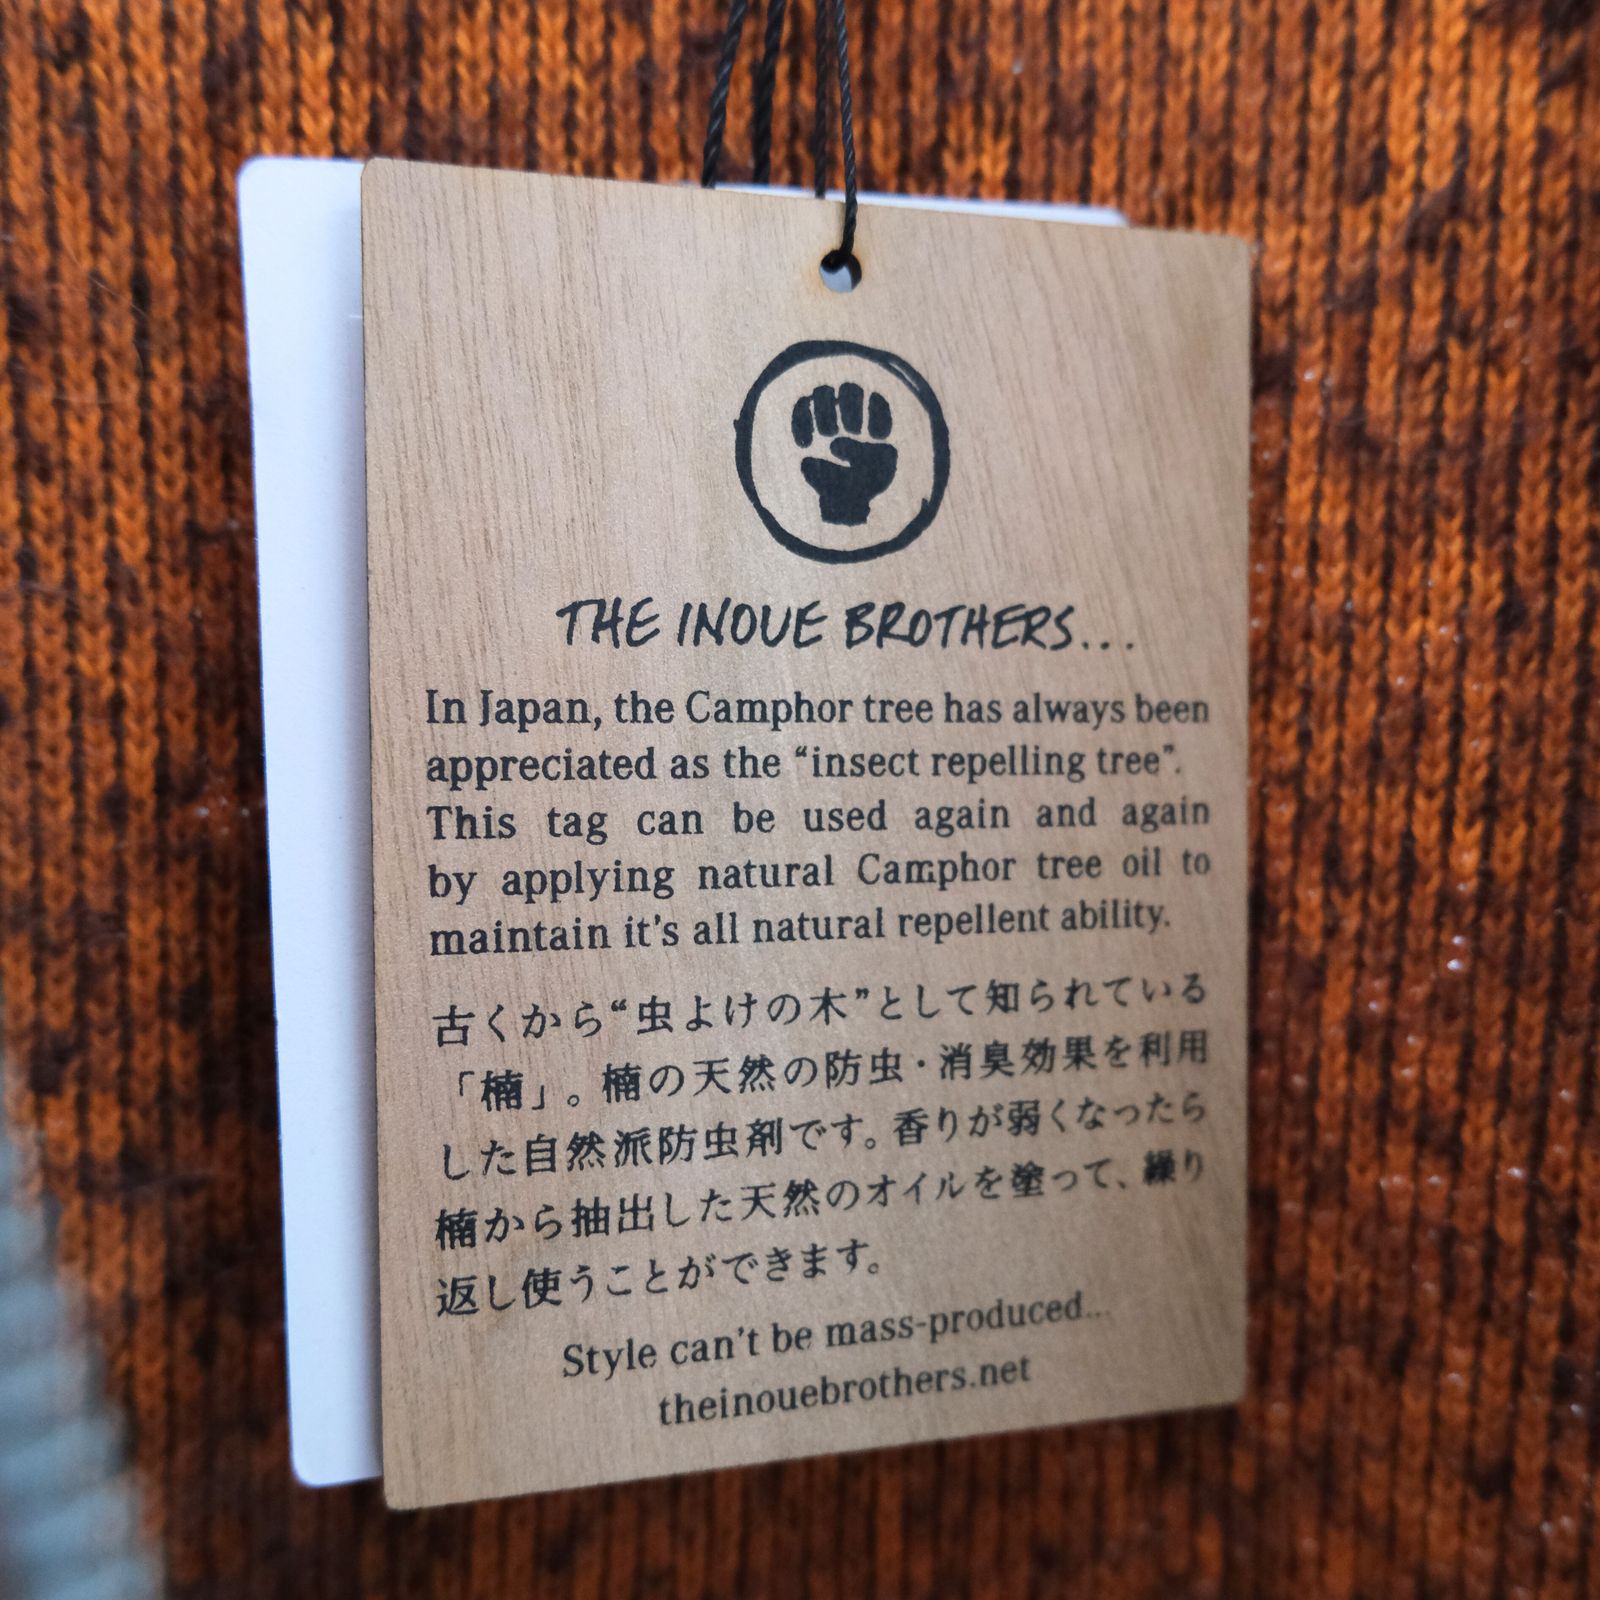 THE INOUE BROTHERS...
In Japan, the Camphor tree has always been
appreciated as the “insect repelling tree”.
This tag can be used again and again
by applying natural Camphor tree oil to
maintain it's all natural repellent ability.
古くから“虫よけの木”として知られている
「楠」。楠の天然の防虫・消臭効果を利用
した自然派防虫剤です。香りが弱くなったら
楠から抽出した天然のオイルを塗って、繰り
返し使うことができます。
Style can't be mass-produced...
theinouebrothers.net